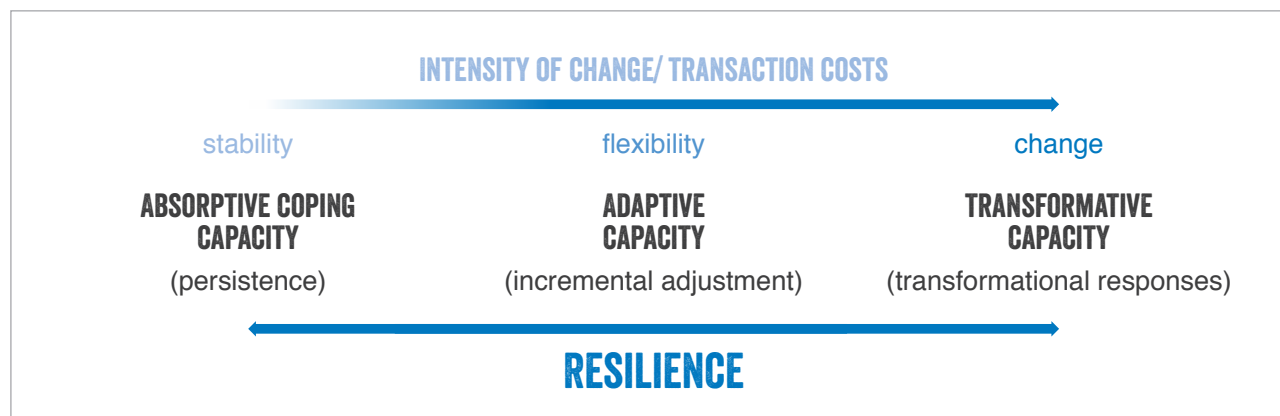 INTENSITY OF CHANGE/ TRANSACTION COSTS
stability flexibility change
ABSORPTIVE COPING CAPACITY
ADAPTIVE CAPACITY
TRANSFORMATIVE CAPACITY
(persistence) (incremental adjustment) (transformational responses)
RESILIENCE